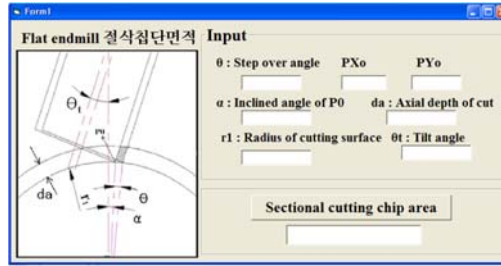 Form1
Flat endmill 절삭칩단면적
Input
θ : Step over angle PXo PYo
α : Inclined angle of P0 da : Axial depth of cut
r1 : Radius of cutting surface θt : Tilt angle
Sectional cutting chip area
θt
da
r1
θ
α